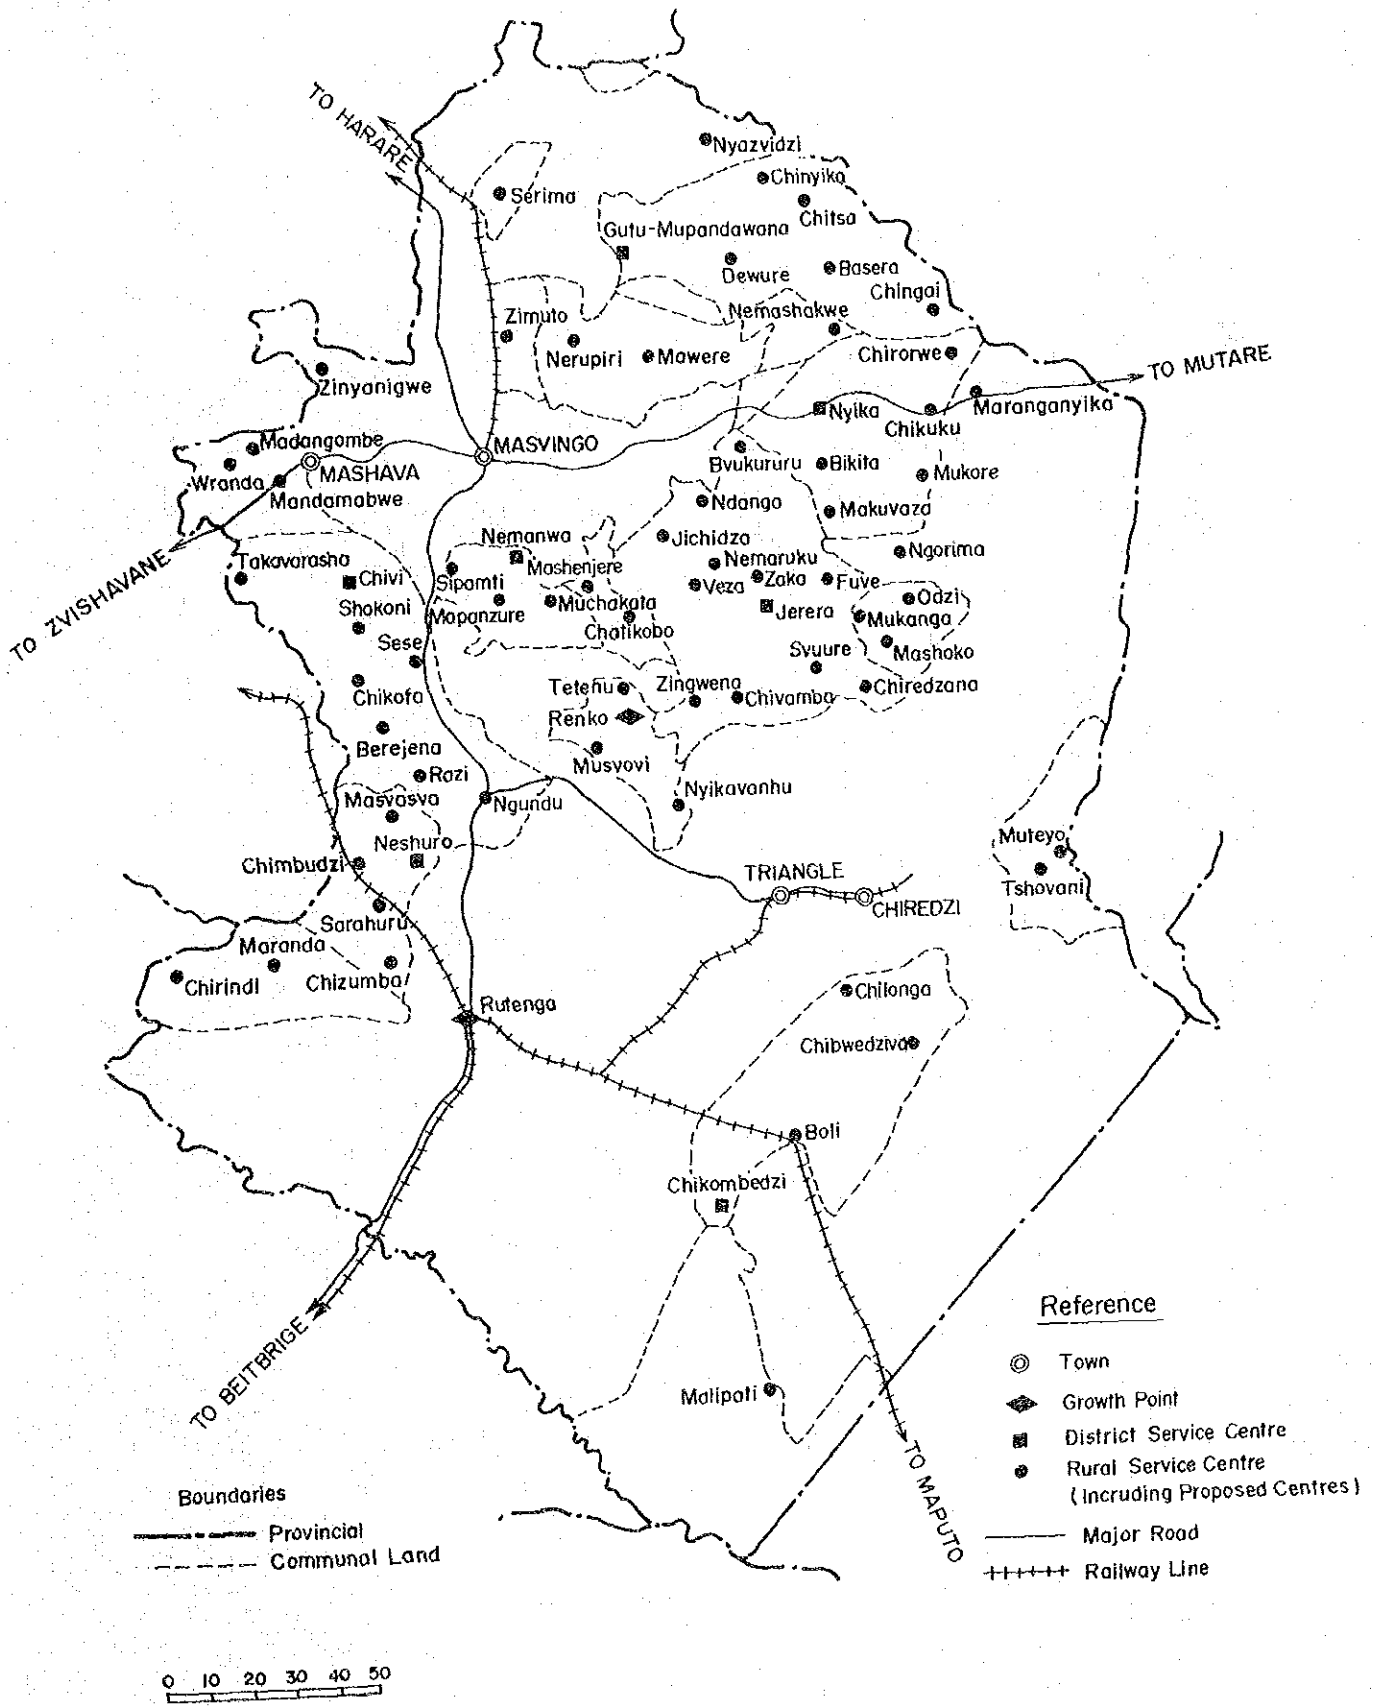 TO HARARE
Nyazvidzi
Chinyika
Serima
Chitsa
Gutu-Mupandawana
Dewure
Basera
Chingai
Zimuto
Nemashakwe
Nerupiri
Mawere
Chirorwe
TO MUTARE
Zinyanigwe
Nyika
Maranganyika
Chikuku
Madangombe
MASVINGO
Wranda
MASHAVA
Bvukururu
Bikita
Mukore
Mandamabwe
Ndango
Makuvaza
TO ZVISHAVANE
Takavarasha
Nemanwa
Jichidza
Ngorima
Chivi
Sipamti
Mashenjere
Nemaruku
Veza
Zaka
Fuve
Shokoni
Mapanzure
Muchakata
Jerera
Odzi
Chatikobo
Mukanga
Sese
Svuure
Mashoko
Chikofa
Tetenu
Zingwena
Chivamba
Chiredzana
Renko
Berejena
Musvovi
Razi
Masvasva
Ngundu
Nyikavanhu
Neshuro
Muteyo
Chimbudzi
TRIANGLE
Tshovani
CHIREDZI
Sarahuru
Maranda
Chirindi
Chizumba
Rutenga
Chilonga
Chibwedziva
Boli
Chikombedzi
TO BEITBRIGE
Malipati
TO MAPUTO
Reference
Town
Growth Point
District Service Centre
Rural Service Centre
(Incruding Proposed Centres)
Major Road
Railway Line
Boundaries
Provincial
Communal Land
0 10 20 30 40 50